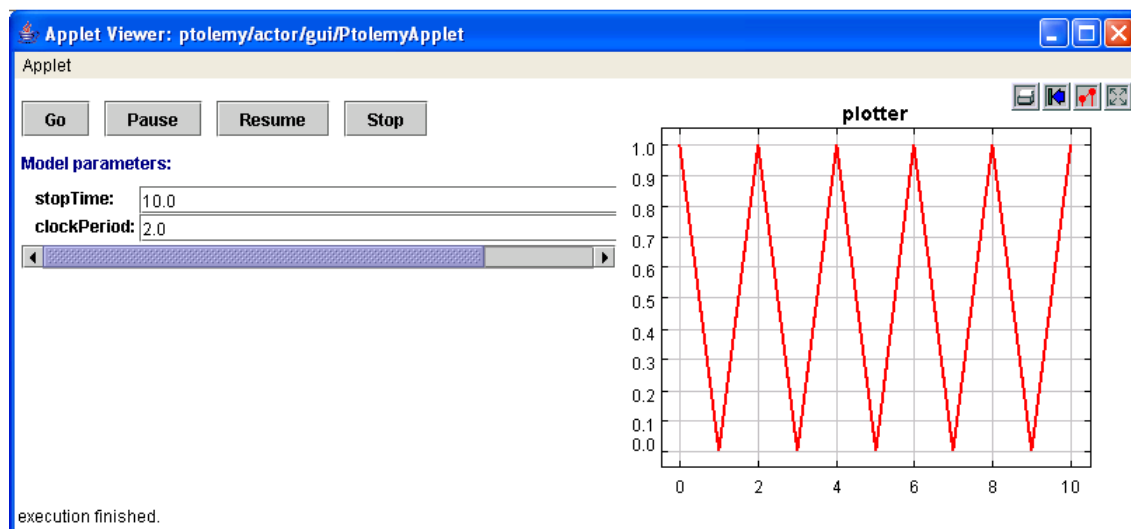 Applet Viewer: ptolemy/actor/gui/PtolemyApplet
Applet
Go Pause Resume Stop
Model parameters:
stopTime: 10.0
clockPeriod: 2.0
plotter
1.0
0.9
0.8
0.7
0.6
0.5
0.4
0.3
0.2
0.1
0.0
0 2 4 6 8 10
execution finished.